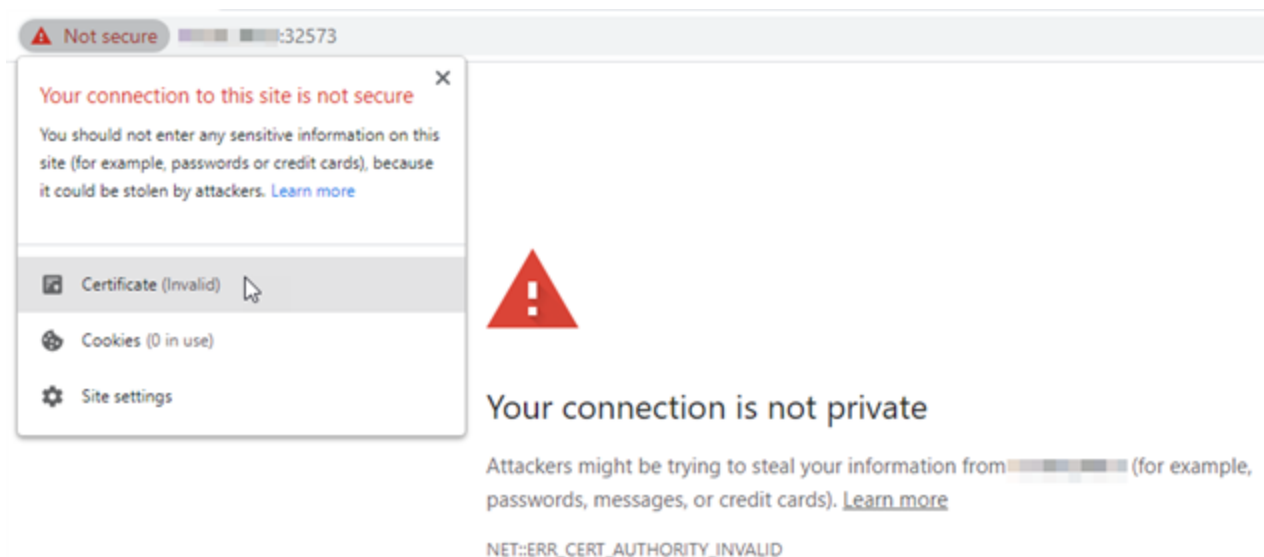 Not secure :32573
Your connection to this site is not secure
You should not enter any sensitive information on this
site (for example, passwords or credit cards), because
it could be stolen by attackers. Learn more
Certificate (Invalid)
Cookies (0 in use)
Site settings
Your connection is not private
Attackers might be trying to steal your information from (for example,
passwords, messages, or credit cards). Learn more
NET::ERR_CERT_AUTHORITY_INVALID